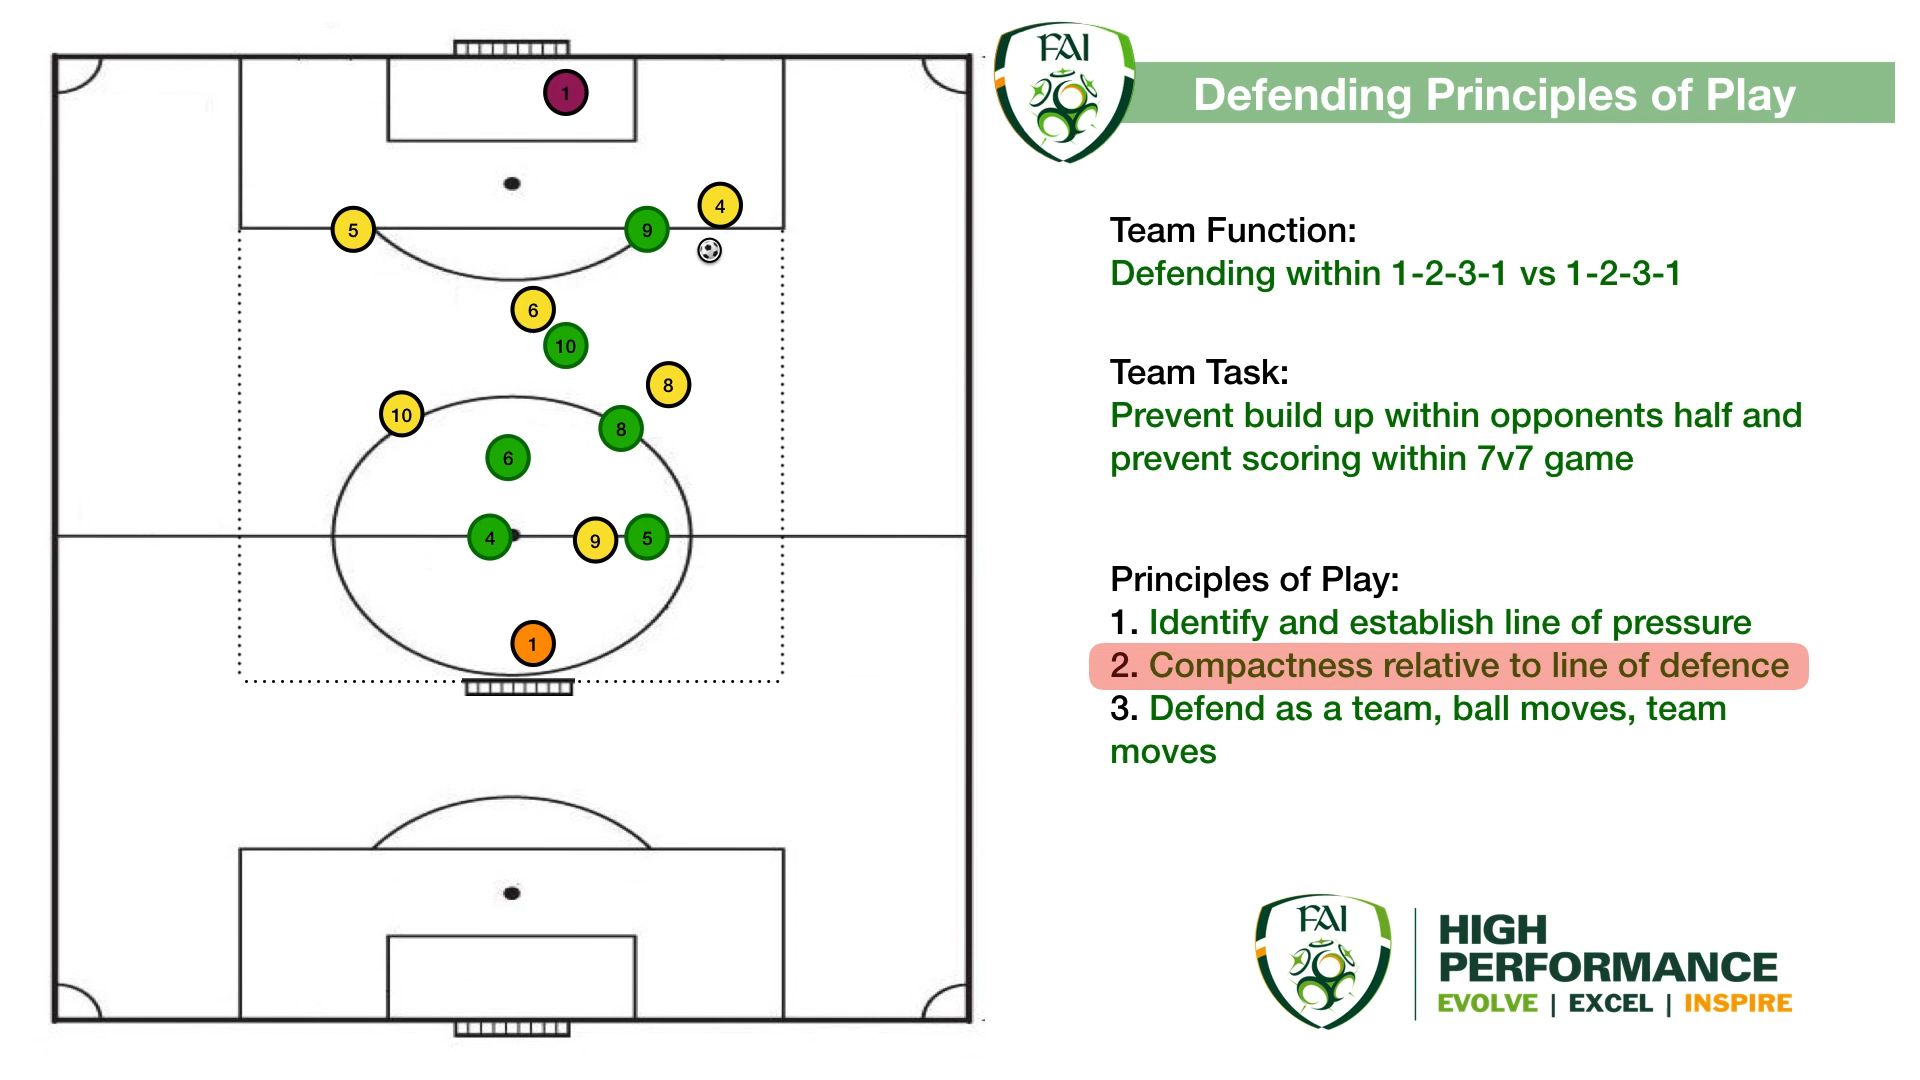 FAI
Defending Principles of Play
1
4
5
9
6
10
8
10
8
6
4
9
5
1
Team Function:
Defending within 1-2-3-1 vs 1-2-3-1
Team Task:
Prevent build up within opponents half and
prevent scoring within 7v7 game
Principles of Play:
1. Identify and establish line of pressure
2. Compactness relative to line of defence
3. Defend as a team, ball moves, team
moves
FAI
HIGH
PERFORMANCE
EVOLVE | EXCEL | INSPIRE